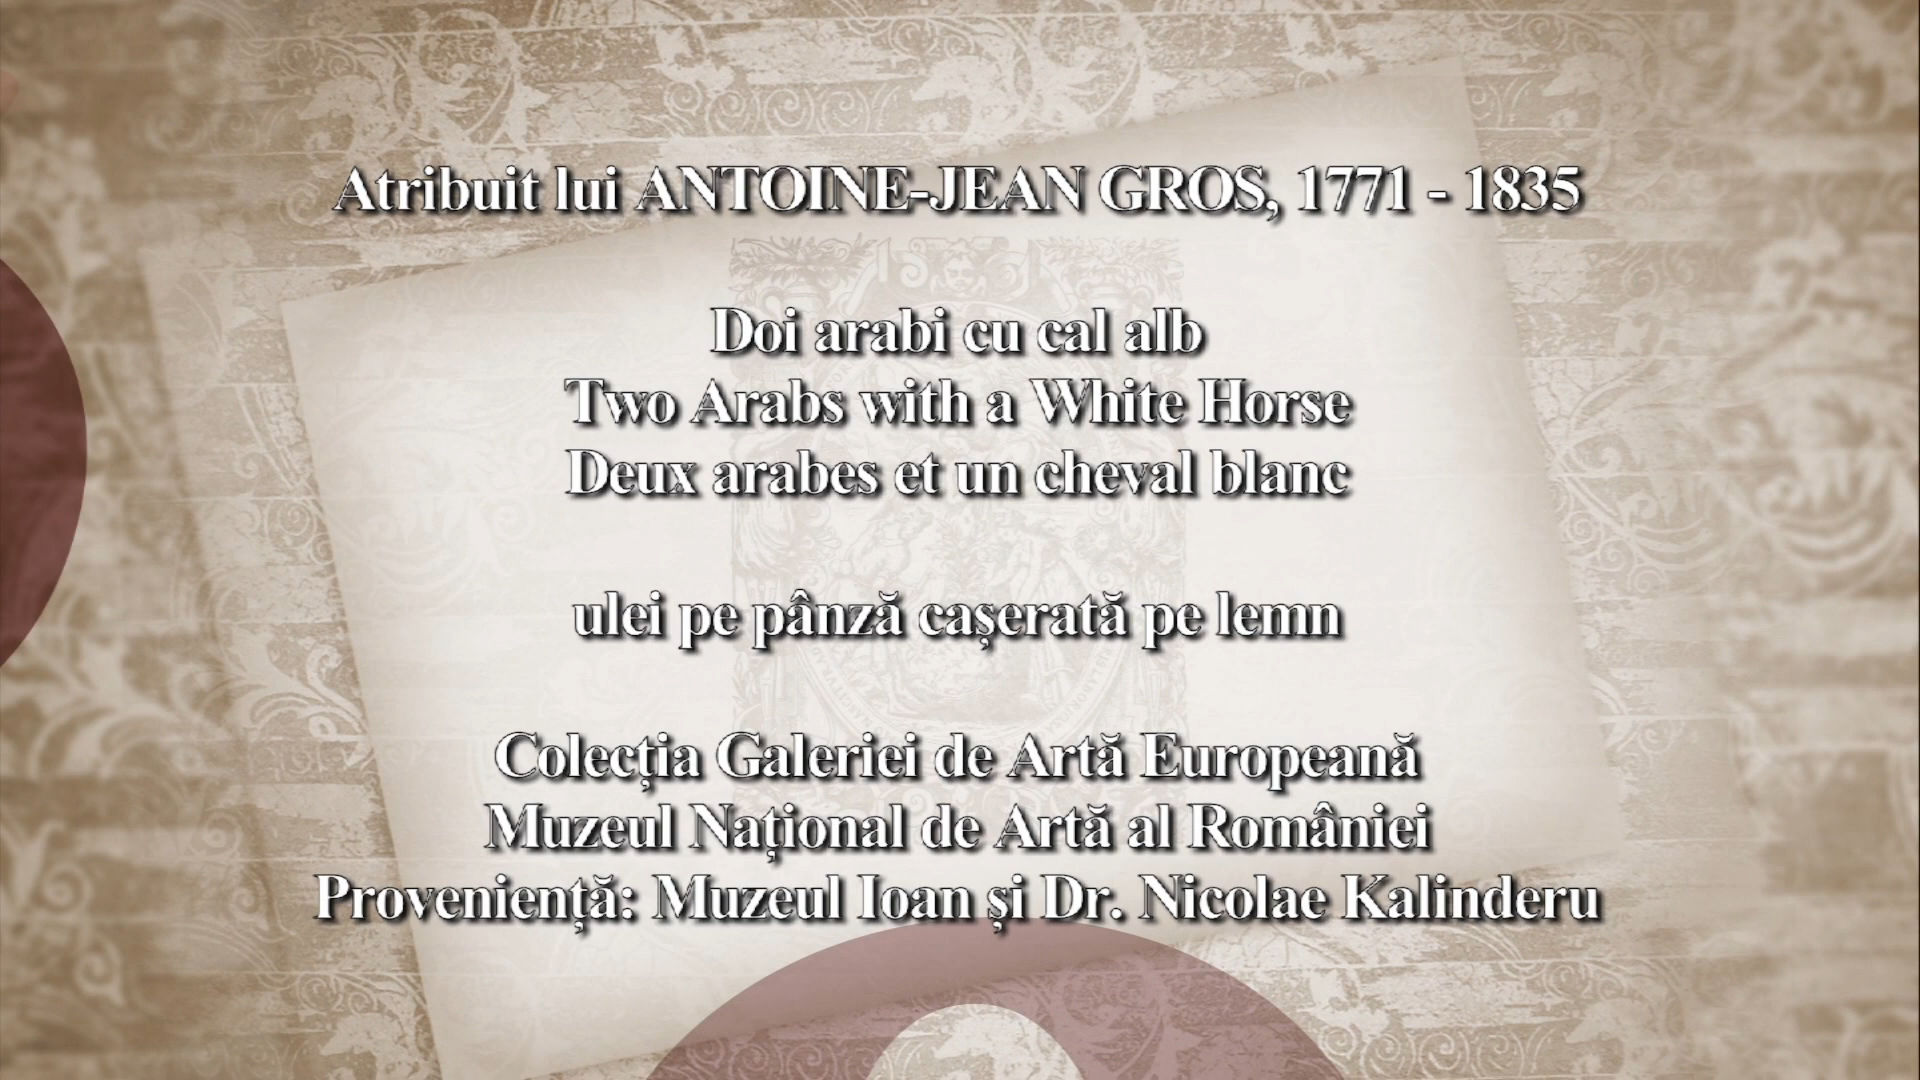 Atribuit lui ANTOINE-JEAN GROS, 1771 - 1835
Doi arabi cu cal alb
Two Arabs with a White Horse
Deux arabes et un cheval blanc
ulei pe pânză cașerată pe lemn
Colecția Galeriei de Artă Europeană
Muzeul Național de Artă al României
Proveniență: Muzeul Ioan și Dr. Nicolae Kalinderu